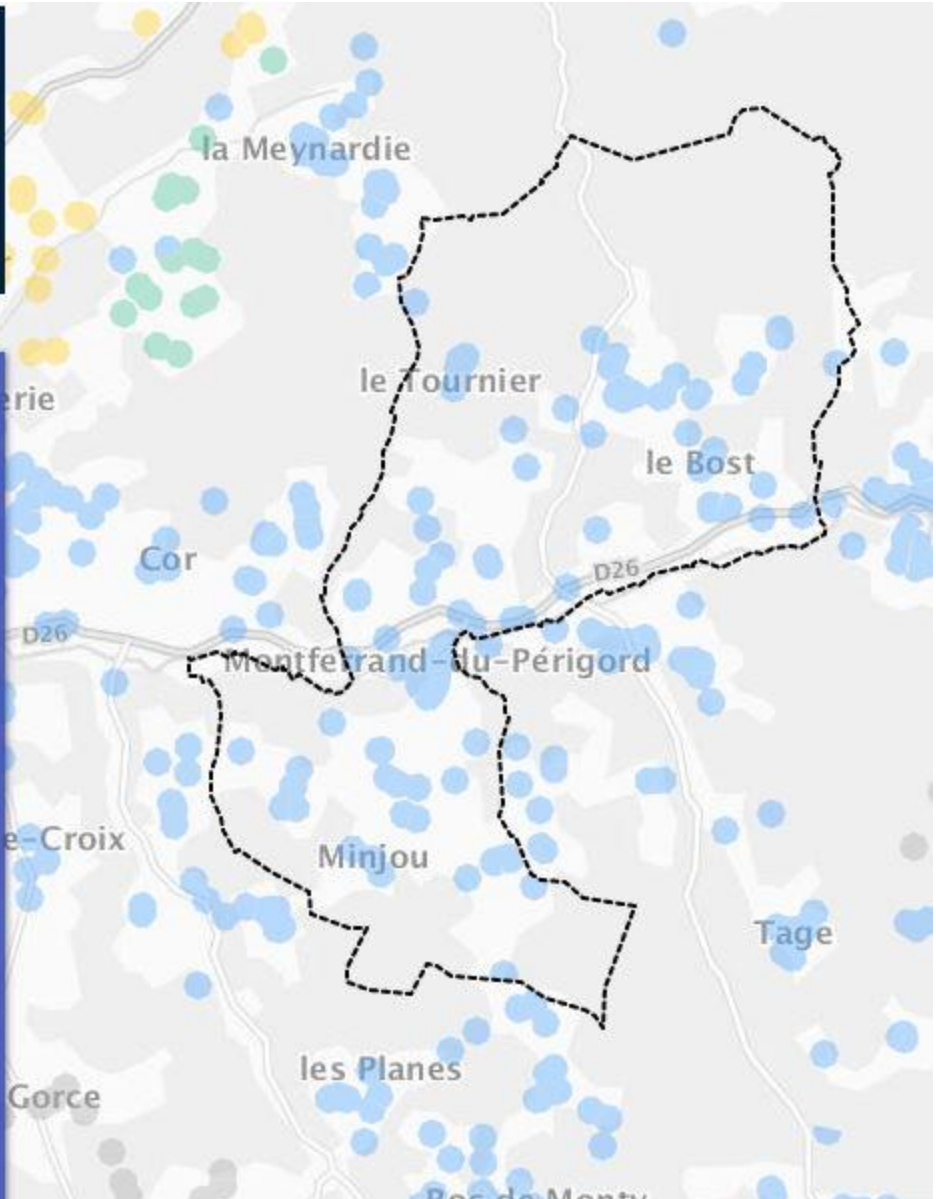 la Meynardie
le Tournier
erie
le Bost
Cor
D26
D26
Montferrand-du-Périgord
e-Croix
Minjou
Tage
les Planes
Gorce